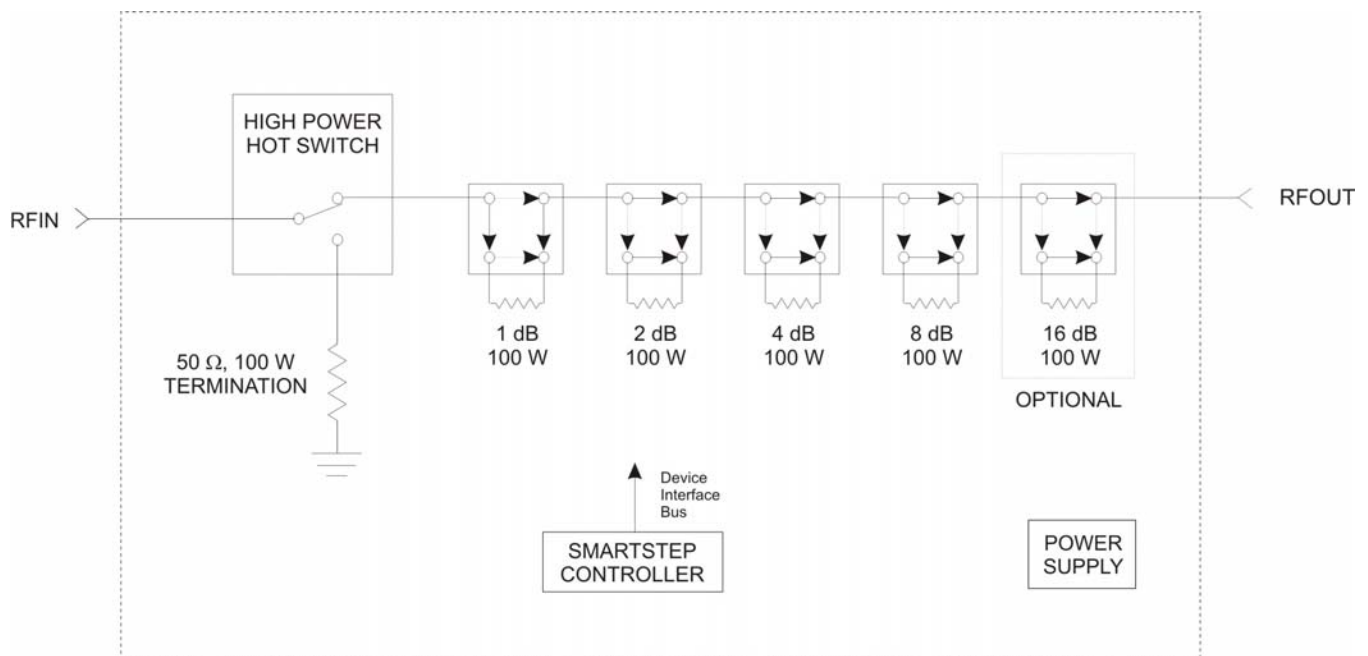 HIGH POWER
HOT SWITCH
RFIN
RFOUT
50 Ω, 100 W
TERMINATION
1 dB
100 W
2 dB
100 W
4 dB
100 W
8 dB
100 W
16 dB
100 W
OPTIONAL
Device
Interface
Bus
SMARTSTEP
CONTROLLER
POWER
SUPPLY